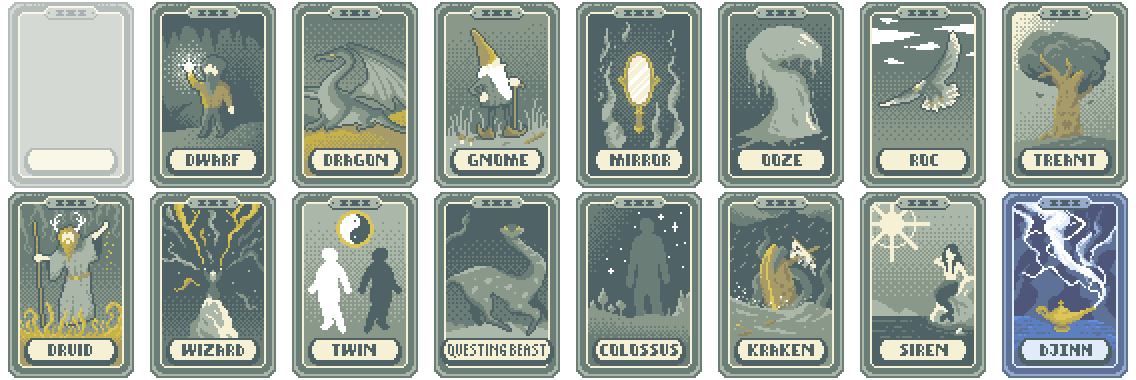 DWARF
DRAGON
GNOME
MIRROR
OOZE
ROC
TREANT
DRUID
WIZARD
TWIN
QUESTING BEAST
COLOSSUS
KRAKEN
SIREN
DJINN